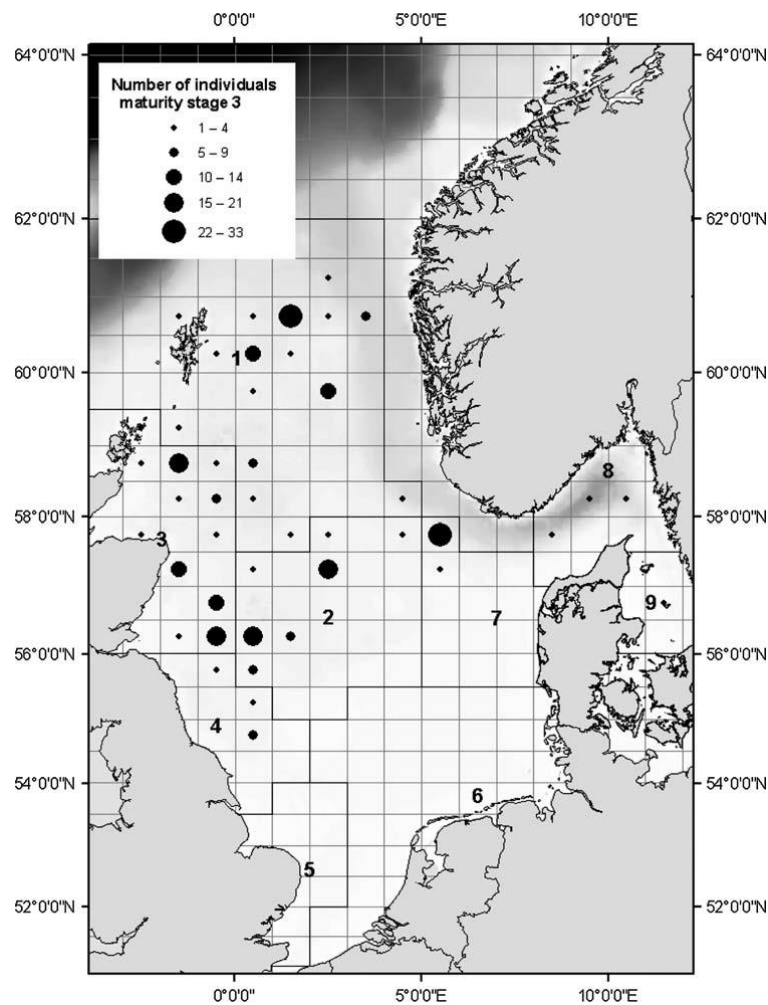 0°0'0" 5°0'0"E 10°0'0"E
64°0'0"N 64°0'0"N
Number of individuals
maturity stage 3
1 – 4
5 – 9
10 – 14
15 – 21
22 – 33
62°0'0"N 62°0'0"N
1
60°0'0"N 60°0'0"N
8
58°0'0"N 58°0'0"N
3
9
2 7
56°0'0"N 56°0'0"N
4
54°0'0"N 54°0'0"N
6
5
52°0'0"N 52°0'0"N
0°0'0" 5°0'0"E 10°0'0"E